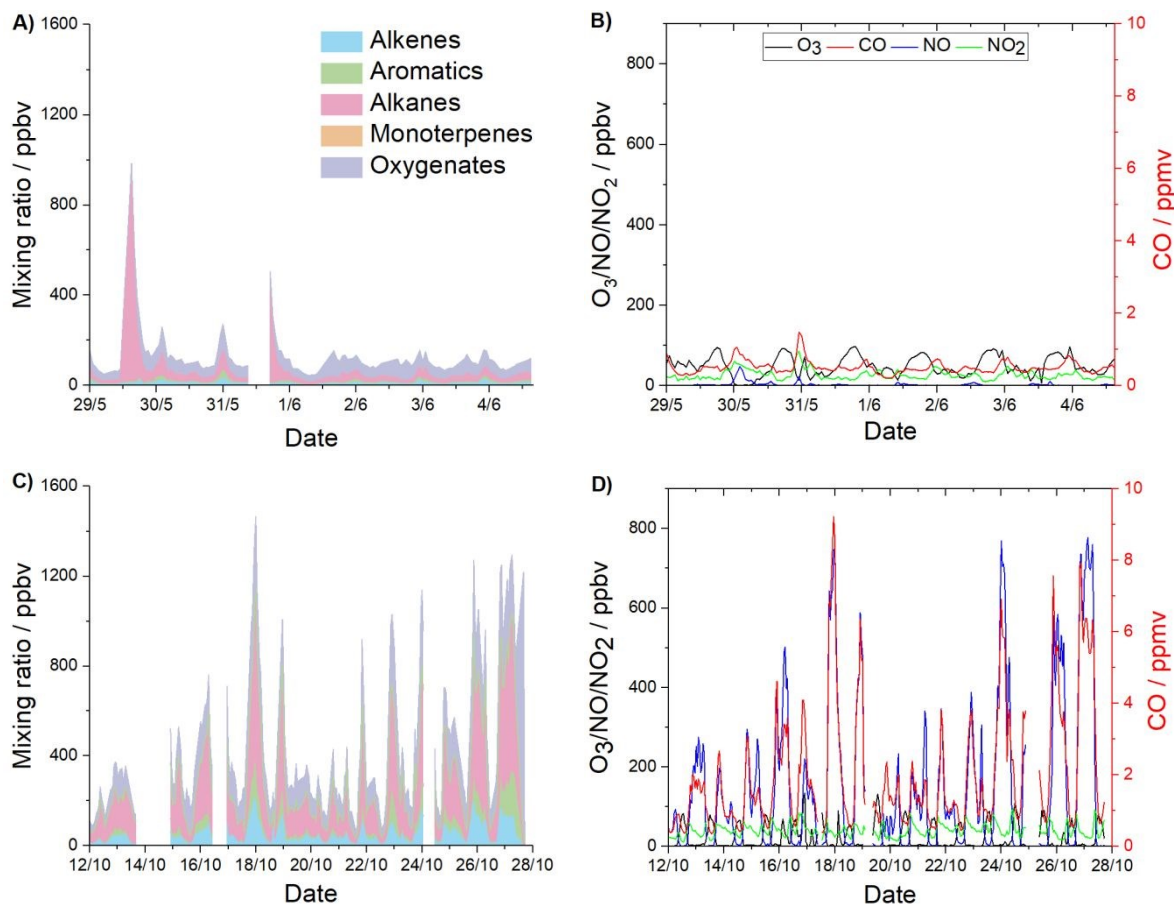 A)
1600
1200
800
400
0
Mixing ratio / ppbv
Alkenes
Aromatics
Alkanes
Monoterpenes
Oxygenates
29/5 30/5 31/5 1/6 2/6 3/6 4/6
Date
B)
O3 CO NO NO2
800
600
400
200
0
O3/NO/NO2 / ppbv
10
8
6
4
2
0
CO / ppmv
29/5 30/5 31/5 1/6 2/6 3/6 4/6
Date
C)
1600
1200
800
400
0
Mixing ratio / ppbv
12/10 14/10 16/10 18/10 20/10 22/10 24/10 26/10 28/10
Date
D)
800
600
400
200
0
O3/NO/NO2 / ppbv
10
8
6
4
2
0
CO / ppmv
12/10 14/10 16/10 18/10 20/10 22/10 24/10 26/10 28/10
Date